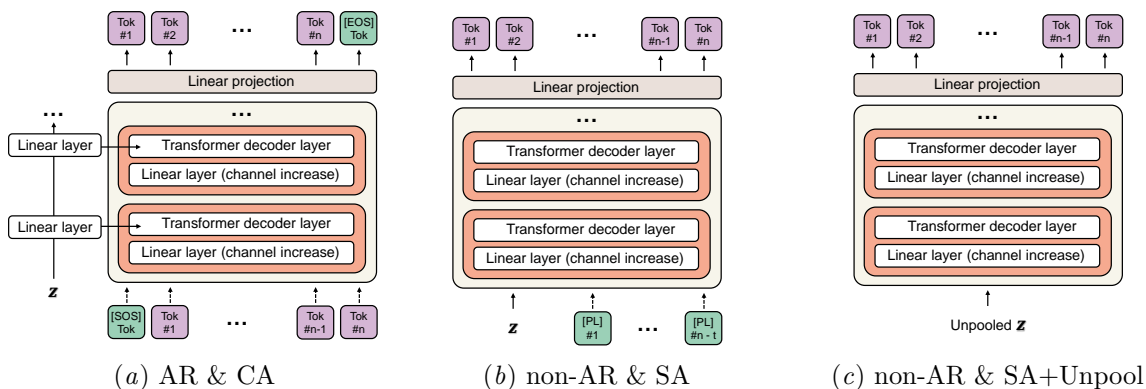 Tok #1
Tok #2
...
Tok #n
[EOS] Tok
Linear projection
...
Transformer decoder layer
Linear layer (channel increase)
Transformer decoder layer
Linear layer (channel increase)
...
Linear layer
Linear layer
z
[SOS] Tok
Tok #1
...
Tok #n-1
Tok #n
(a) AR & CA
Tok #1
Tok #2
...
Tok #n-1
Tok #n
Linear projection
...
Transformer decoder layer
Linear layer (channel increase)
Transformer decoder layer
Linear layer (channel increase)
z
[PL] #1
...
[PL] #n - t
(b) non-AR & SA
Tok #1
Tok #2
...
Tok #n-1
Tok #n
Linear projection
...
Transformer decoder layer
Linear layer (channel increase)
Transformer decoder layer
Linear layer (channel increase)
Unpooled z
(c) non-AR & SA+Unpool